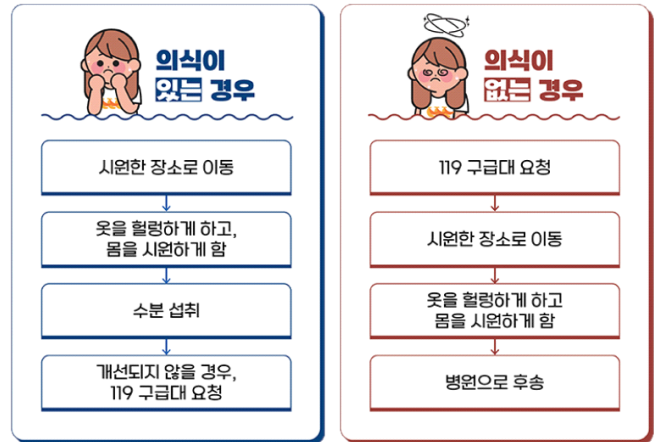 의식이
있는 경우
시원한 장소로 이동
옷을 헐렁하게 하고,
몸을 시원하게 함
수분 섭취
개선되지 않을 경우,
119 구급대 요청
의식이
없는 경우
119 구급대 요청
시원한 장소로 이동
옷을 헐렁하게 하고
몸을 시원하게 함
병원으로 후송